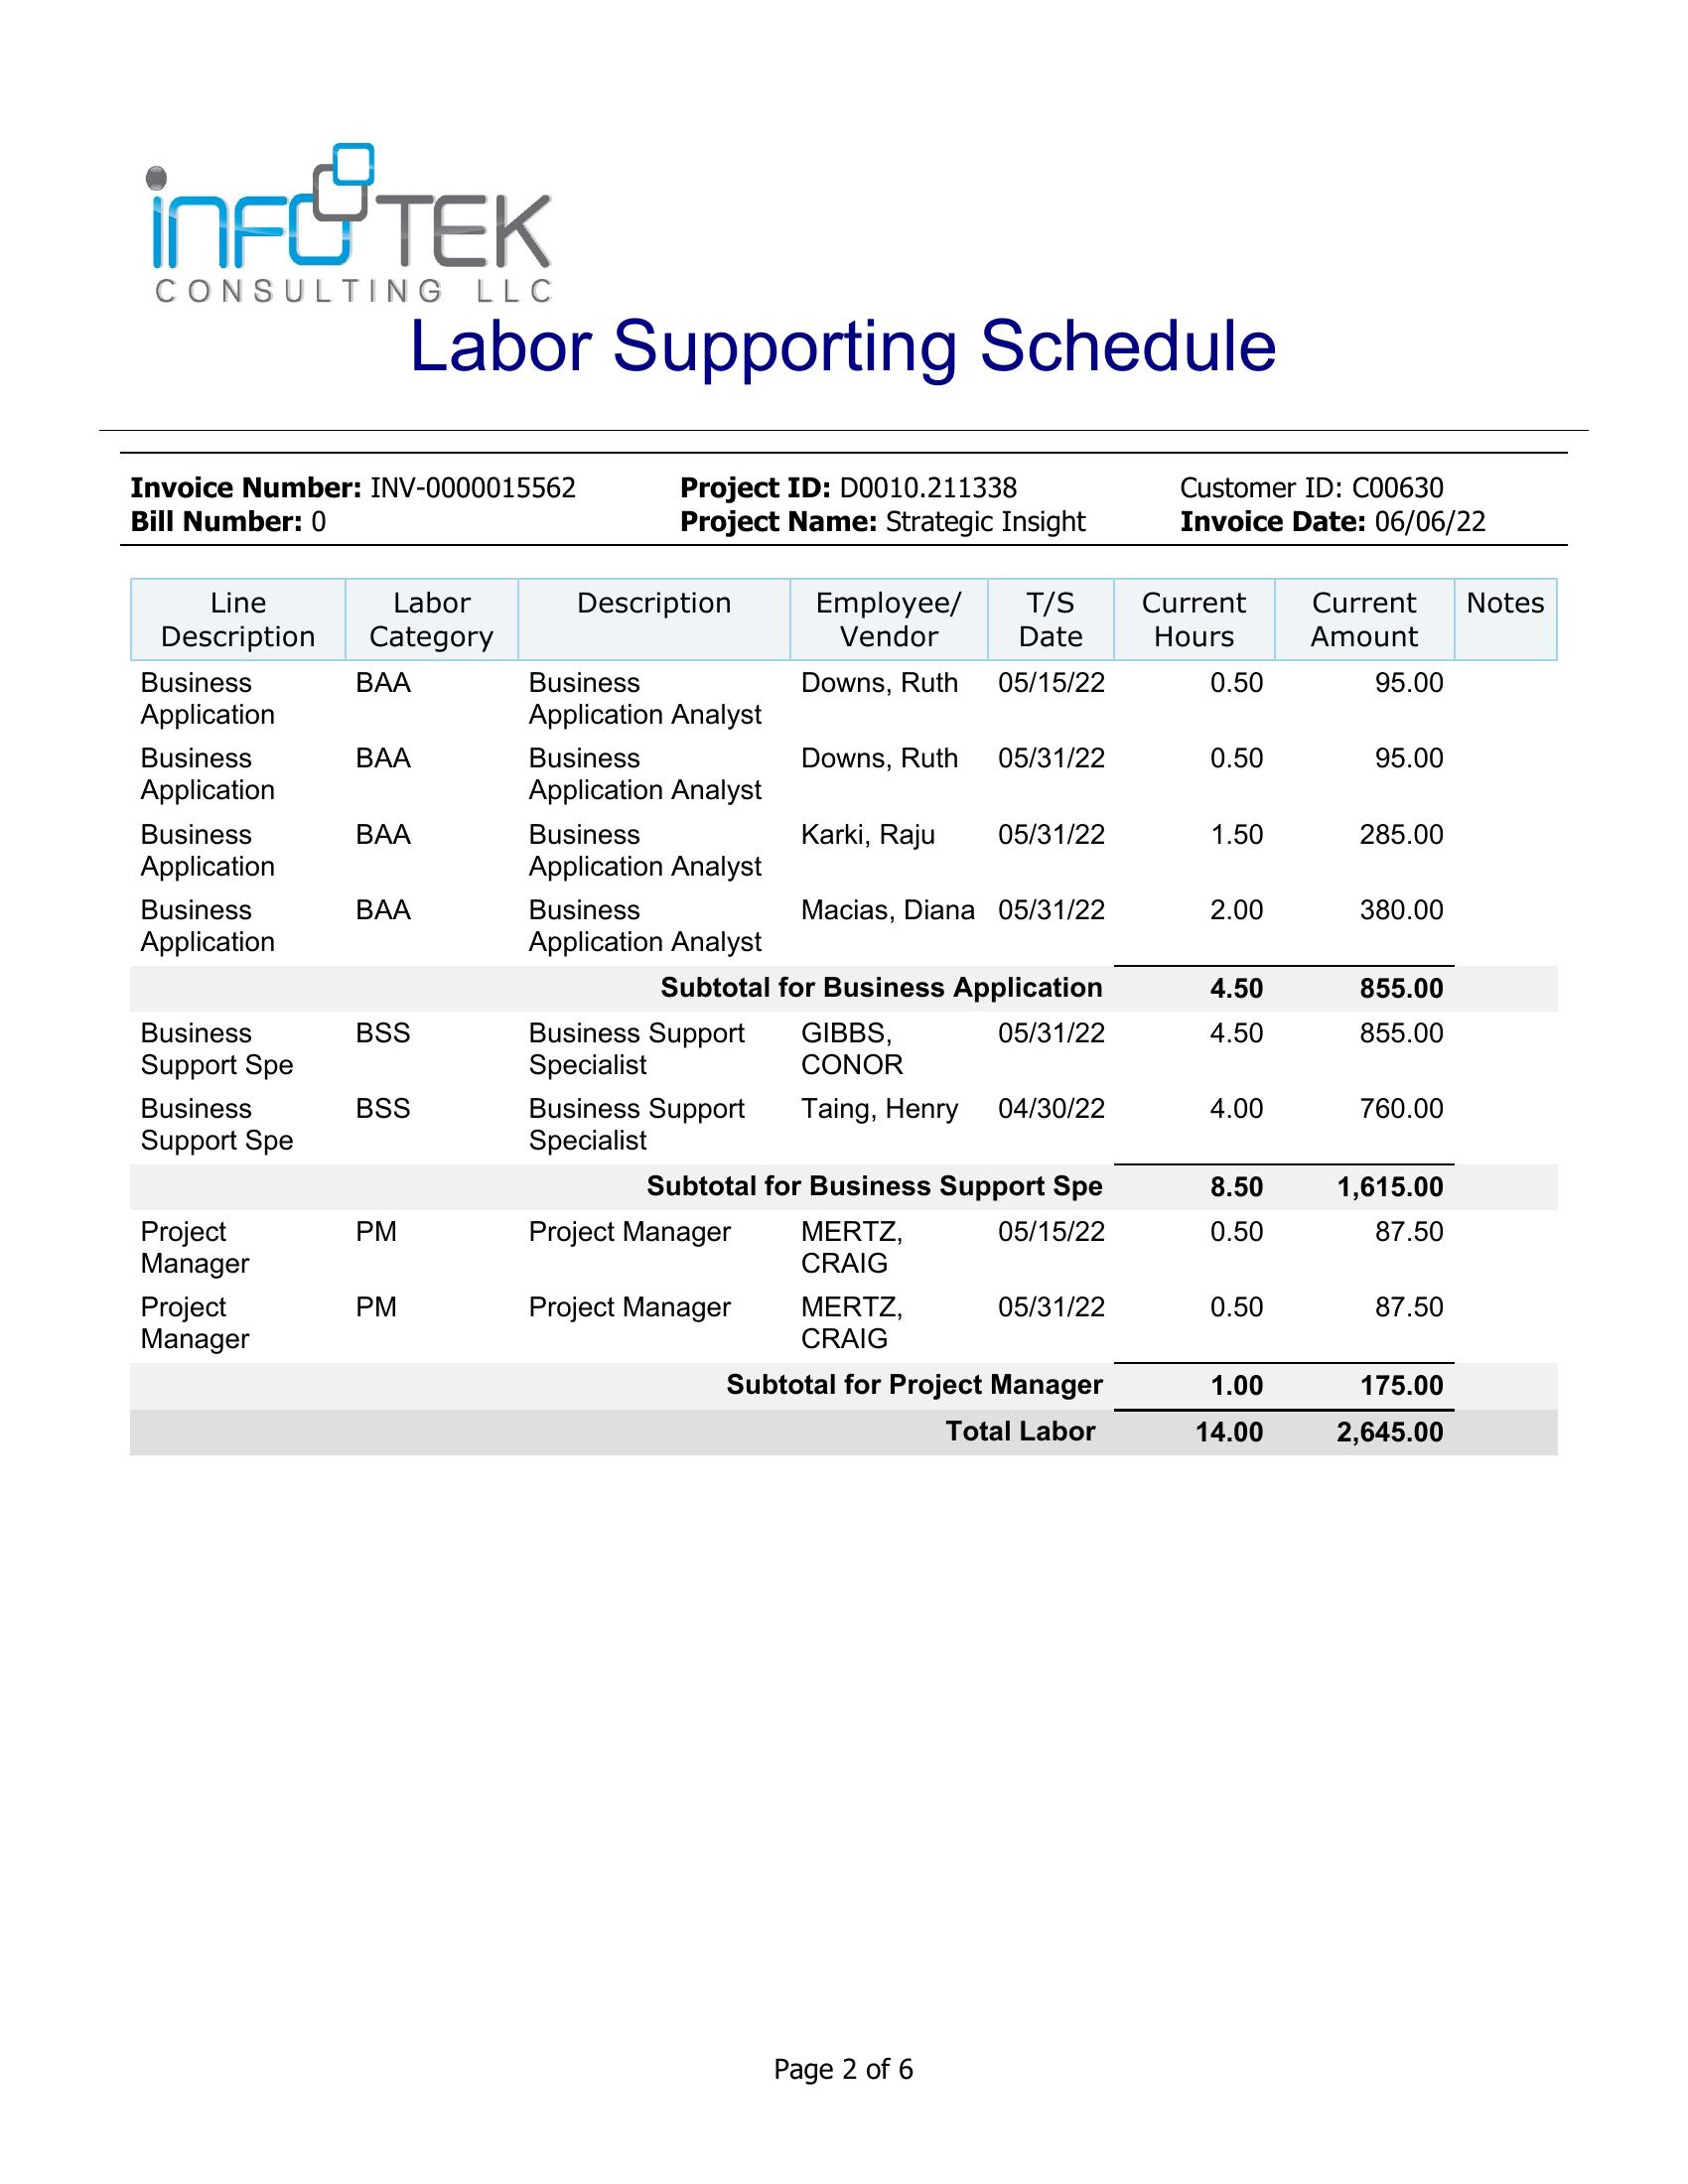 iNFOTEK
CONSULTING LLC
Labor Supporting Schedule
Invoice Number: INV-0000015562 Project ID: D0010.211338 Customer ID: C00630
Bill Number: 0 Project Name: Strategic Insight Invoice Date: 06/06/22
Line Labor Description Employee/ T/S Current Current Notes
Description Category Vendor Date Hours Amount
Business BAA Business Downs, Ruth 05/15/22 0.50 95.00
Application Application Analyst
Business BAA Business Downs, Ruth 05/31/22 0.50 95.00
Application Application Analyst
Business BAA Business Karki, Raju 05/31/22 1.50 285.00
Application Application Analyst
Business BAA Business Macias, Diana 05/31/22 2.00 380.00
Application Application Analyst
Subtotal for Business Application 4.50 855.00
Business BSS Business Support GIBBS, 05/31/22 4.50 855.00
Support Spe Specialist CONOR
Business BSS Business Support Taing, Henry 04/30/22 4.00 760.00
Support Spe Specialist
Subtotal for Business Support Spe 8.50 1,615.00
Project PM Project Manager MERTZ, 05/15/22 0.50 87.50
Manager CRAIG
Project PM Project Manager MERTZ, 05/31/22 0.50 87.50
Manager CRAIG
Subtotal for Project Manager 1.00 175.00
Total Labor 14.00 2,645.00
Page 2 of 6